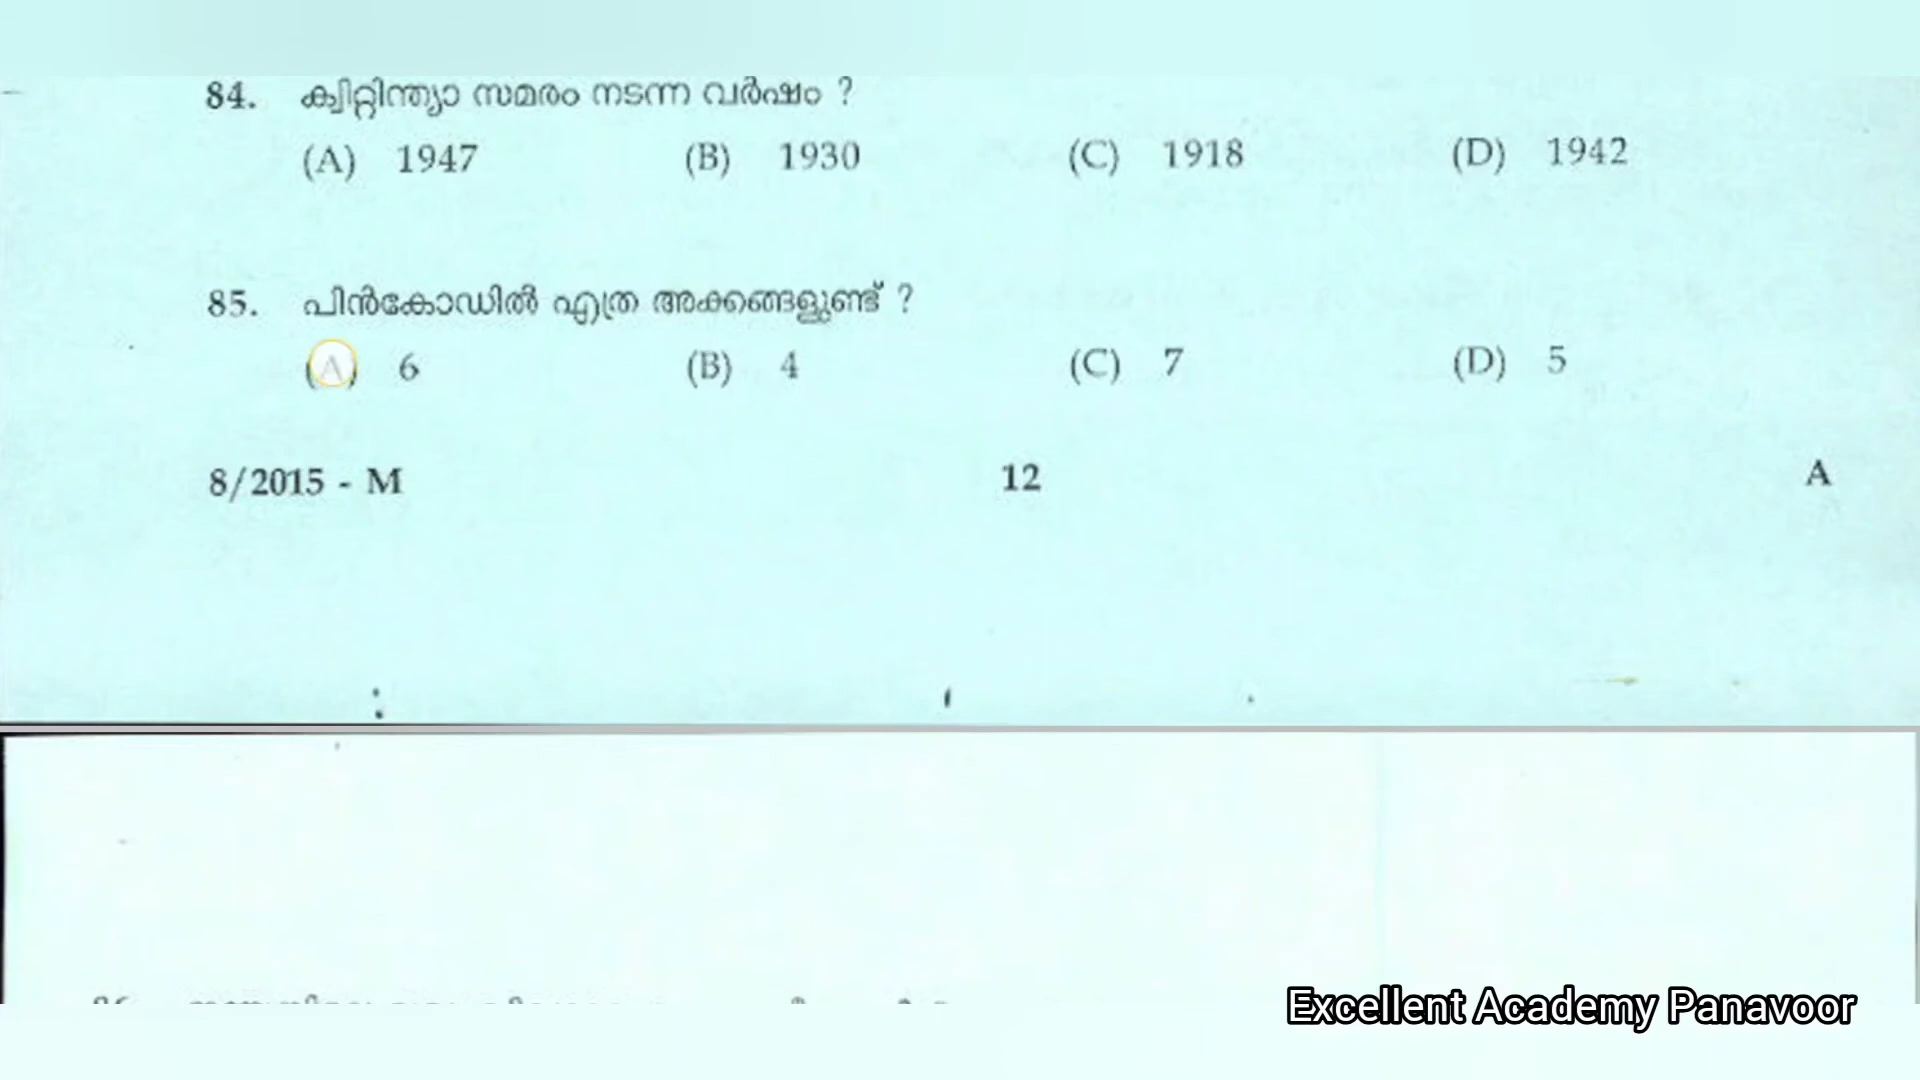 84. ക്വിറ്റിന്ത്യാ സമരം നടന്ന വർഷം ?
(A) 1947 (B) 1930 (C) 1918 (D) 1942
85. പിൻകോഡിൽ എത്ര അക്കങ്ങളുണ്ട് ?
(A) 6 (B) 4 (C) 7 (D) 5
8/2015 - M 12 A
Excellent Academy Panavoor